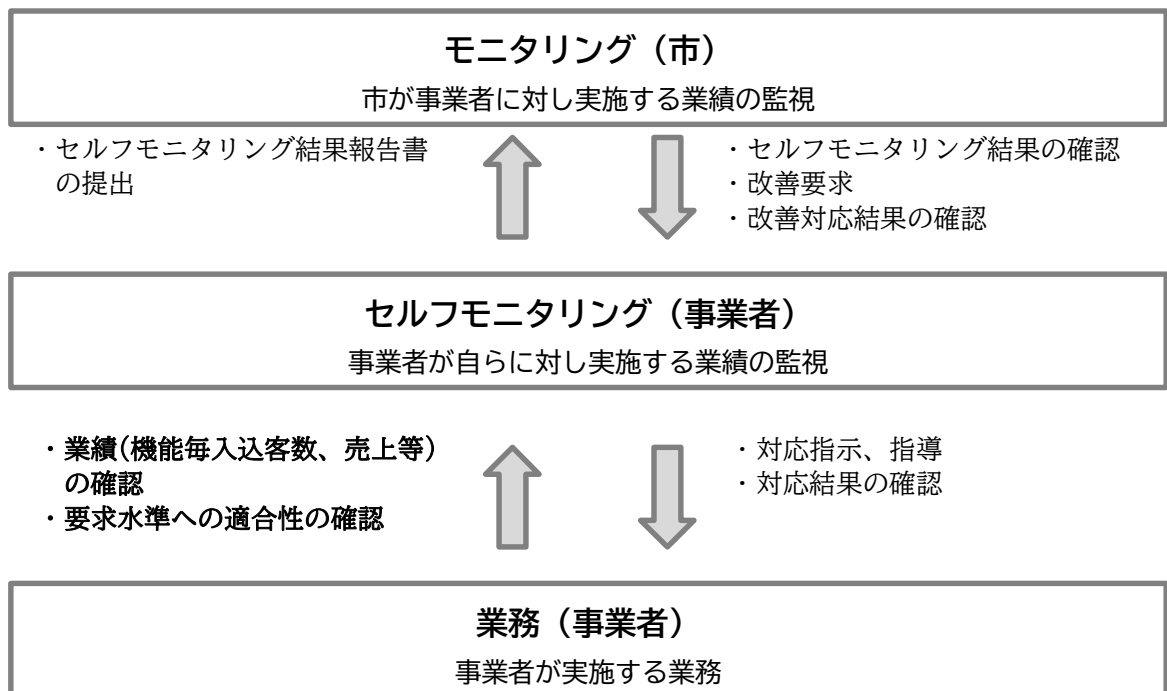 モニタリング（市）
市が事業者に対し実施する業績の監視
・セルフモニタリング結果報告書
の提出
・セルフモニタリング結果の確認
・改善要求
・改善対応結果の確認
セルフモニタリング（事業者）
事業者が自らに対し実施する業績の監視
・業績(機能毎入込客数、売上等)
の確認
・要求水準への適合性の確認
・対応指示、指導
・対応結果の確認
業務（事業者）
事業者が実施する業務